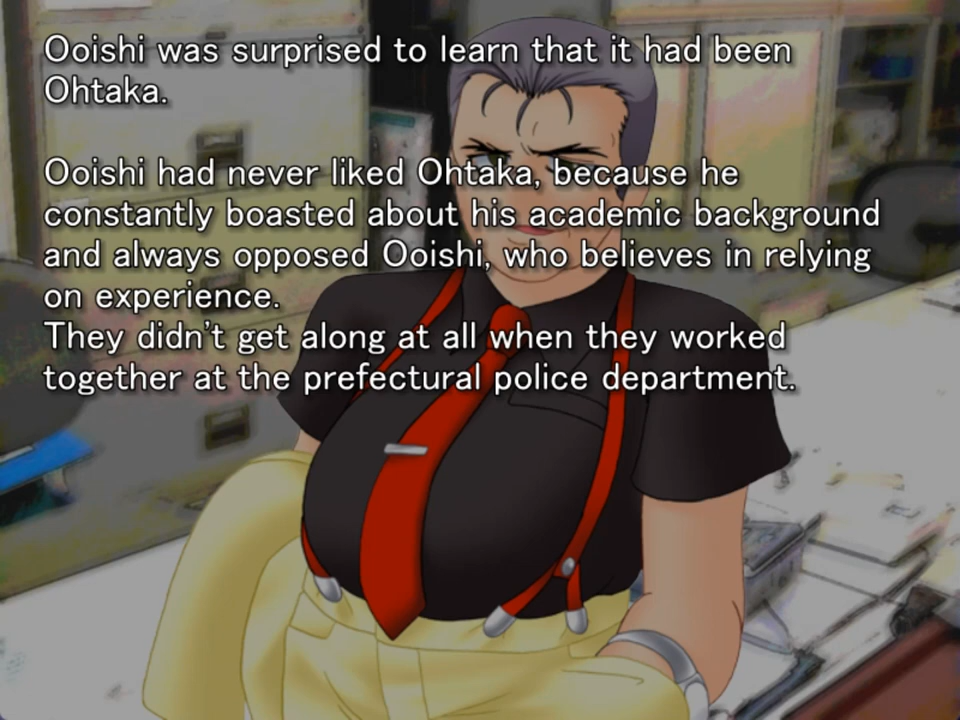 Ooishi was surprised to learn that it had been
Ohtaka.
Ooishi had never liked Ohtaka, because he
constantly boasted about his academic background
and always opposed Ooishi, who believes in relying
on experience.
They didn't get along at all when they worked
together at the prefectural police department.